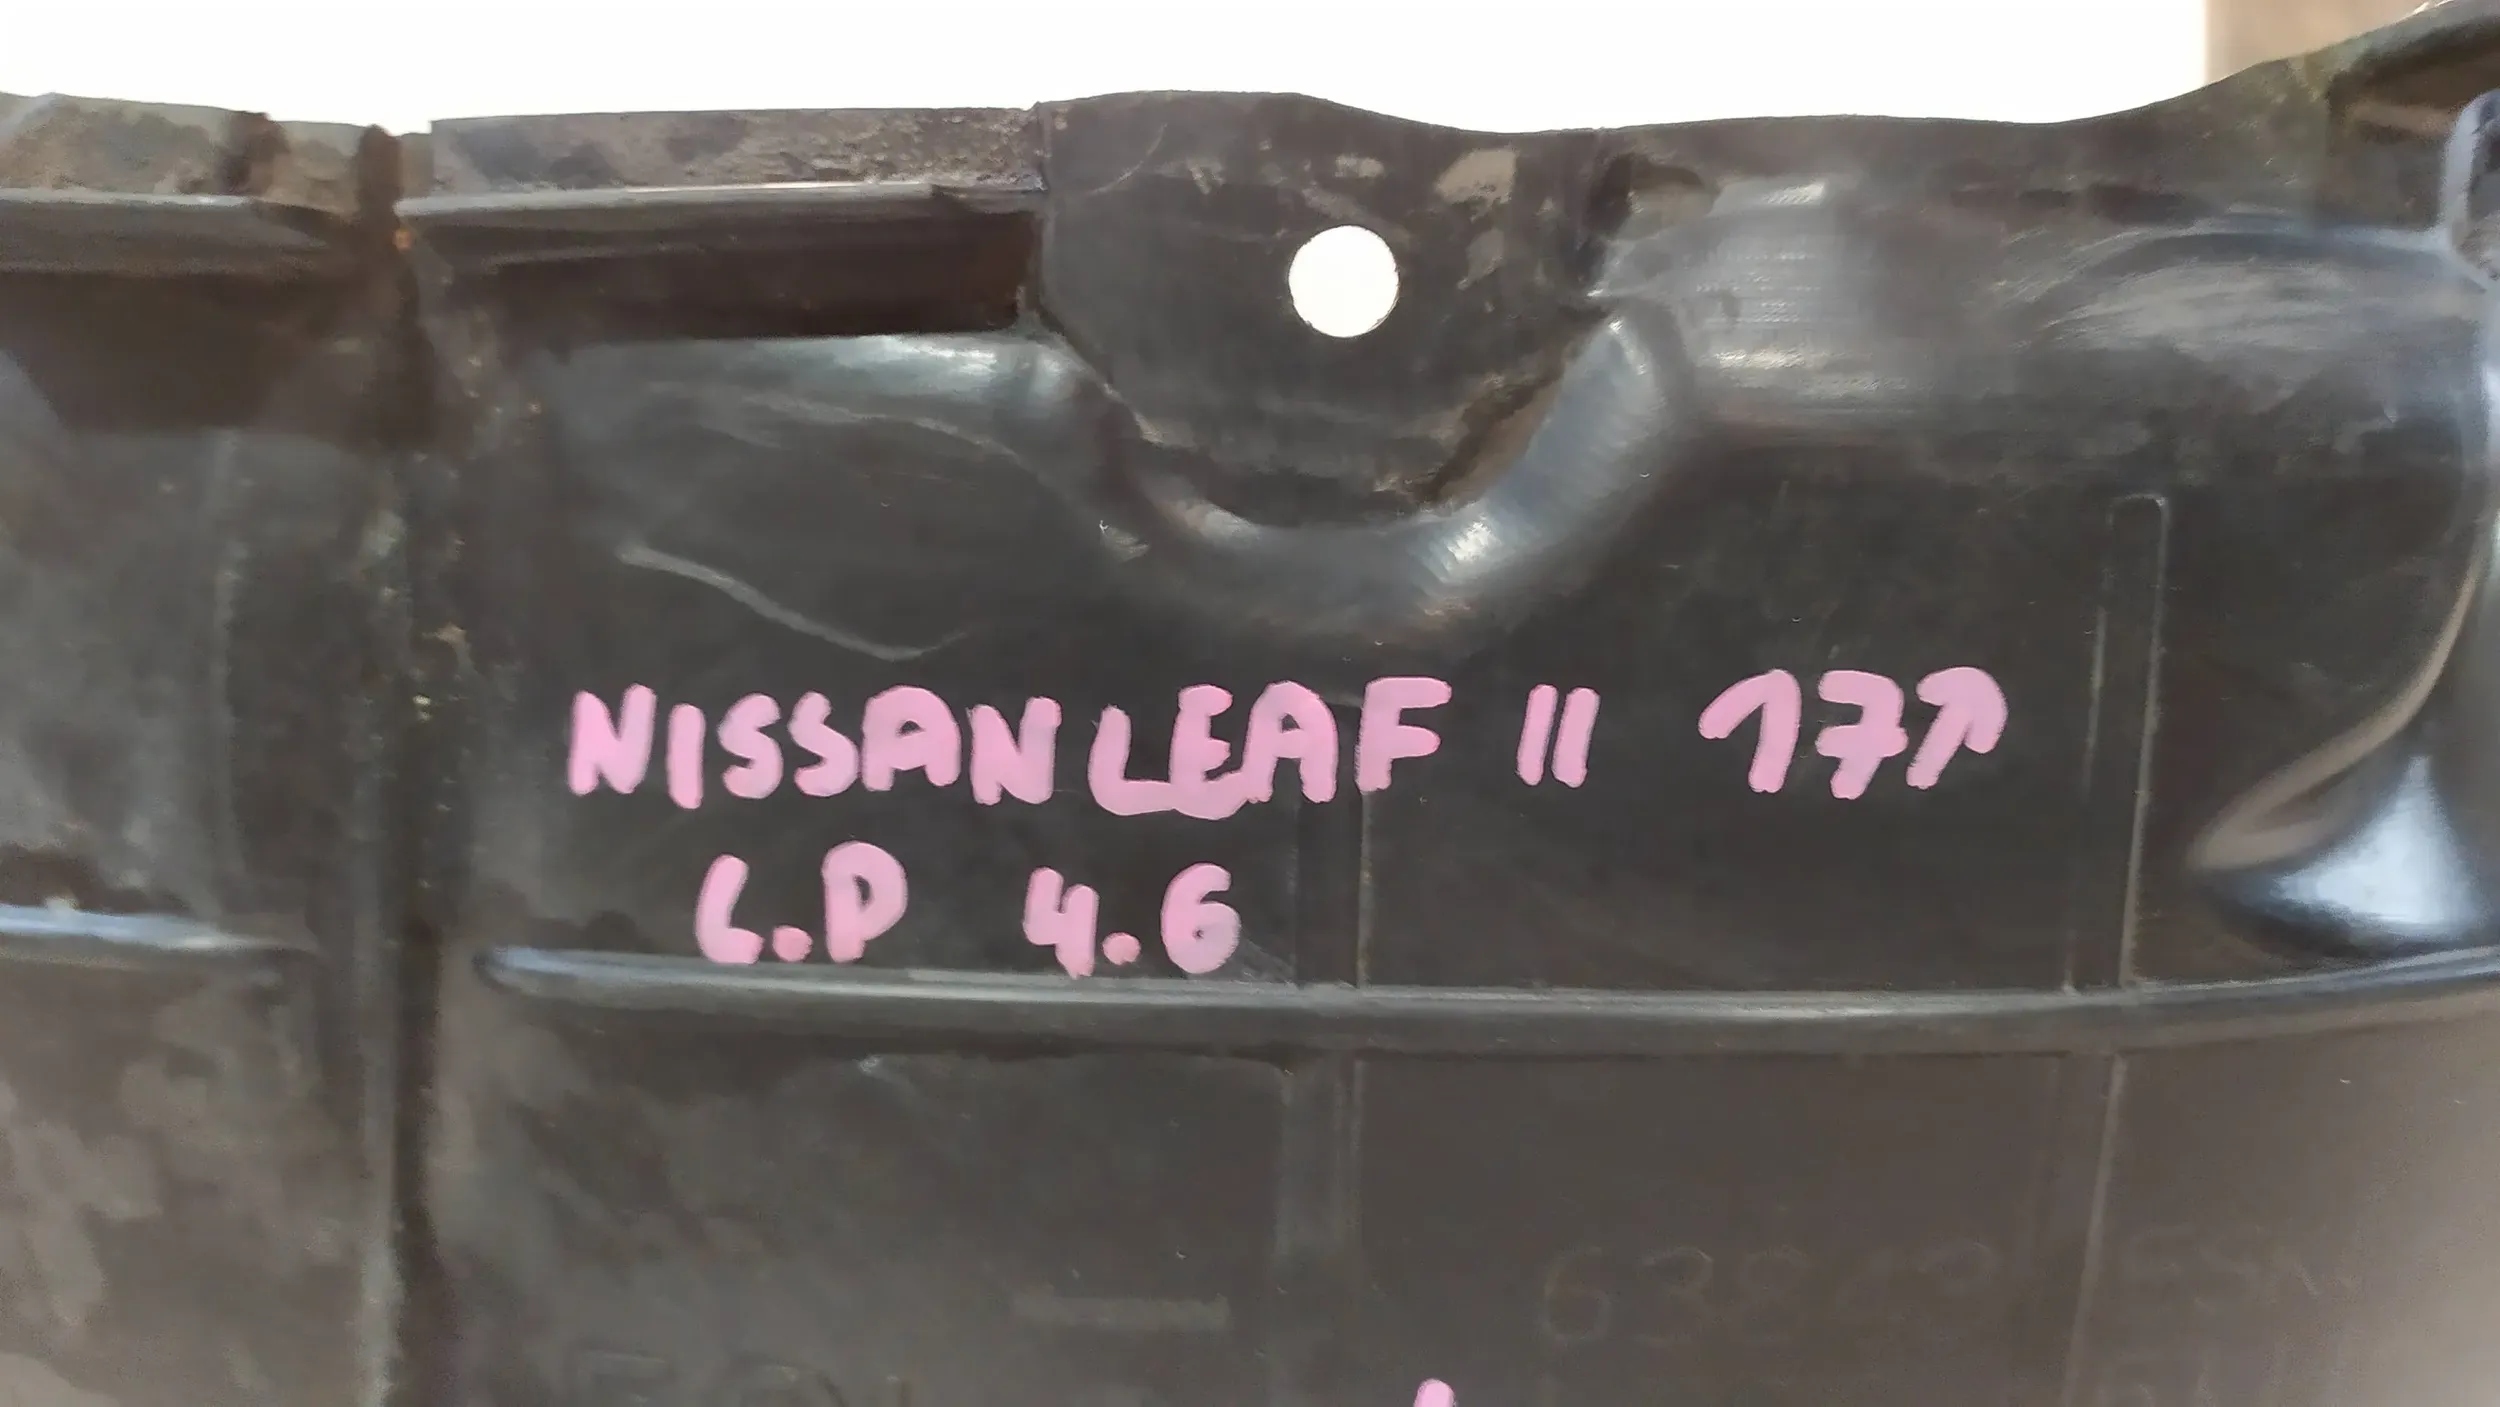 NISSAN LEAF II 17↑
L.P 4.6